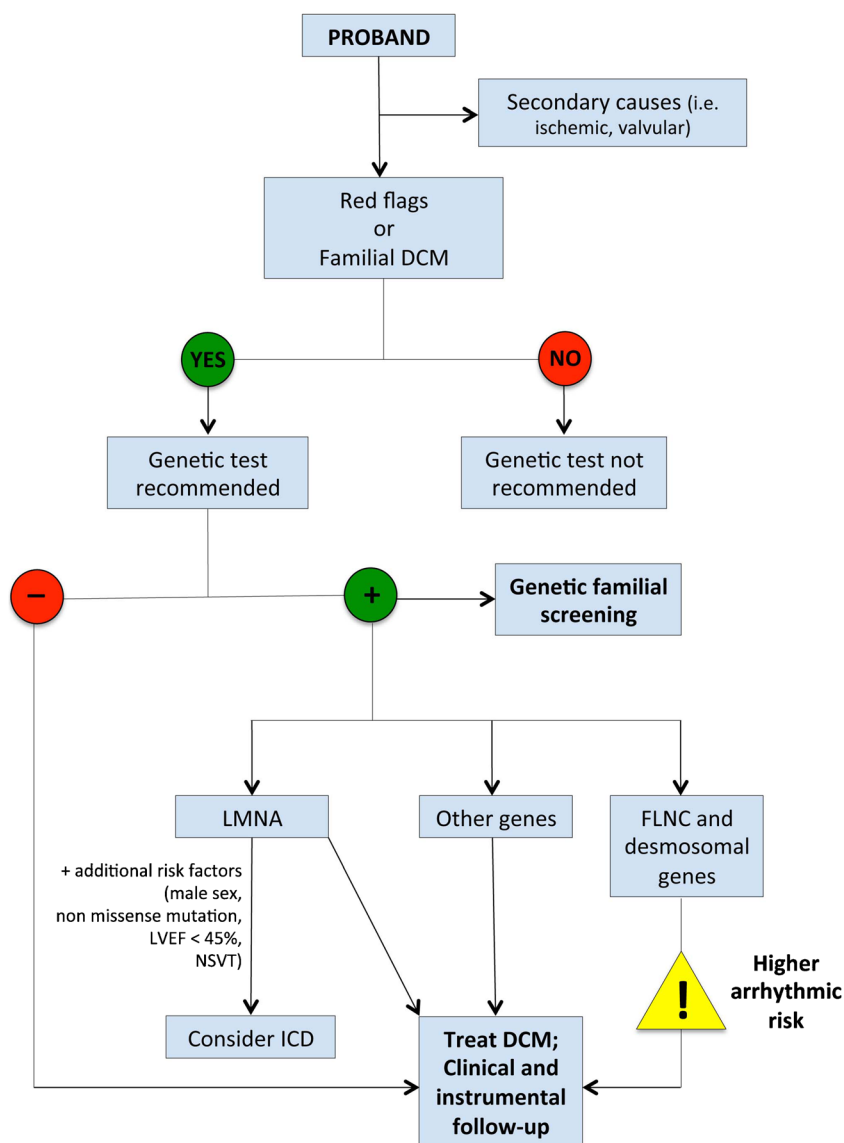 PROBAND
Secondary causes (i.e.
ischemic, valvular)
Red flags
or
Familial DCM
YES
NO
Genetic test
recommended
Genetic test not
recommended
−
+
Genetic familial
screening
LMNA
Other genes
FLNC and
desmosomal
genes
+ additional risk factors
(male sex,
non missense mutation,
LVEF < 45%,
NSVT)
!
Higher
arrhythmic
risk
Consider ICD
Treat DCM;
Clinical and
instrumental
follow-up